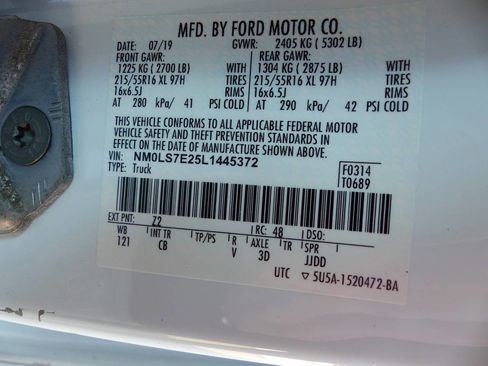 MFD. BY FORD MOTOR CO.
DATE: 07/19 GVWR: 2405 KG ( 5302 LB)
FRONT GAWR: REAR GAWR:
1225 KG ( 2700 LB) WITH 1304 KG ( 2875 LB) WITH
215/55R16 XL 97H TIRES 215/55R16 XL 97H TIRES
16x6.5J RIMS 16x6.5J RIMS
AT 280 kPa/ 41 PSI COLD AT 290 kPa/ 42 PSI COLD
THIS VEHICLE CONFORMS TO ALL APPLICABLE FEDERAL MOTOR
VEHICLE SAFETY AND THEFT PREVENTION STANDARDS IN
EFFECT ON THE DATE OF MANUFACTURE SHOWN ABOVE.
VIN: NM0LS7E25L1445372
TYPE: Truck
F0314
T0689
EXT PNT: Z2 RC: 48 DSO:
WB INT TR TP/PS R AXLE TR SPR
121 CB V 3D JJDD
UTC ▽ 5U5A-1520472-BA